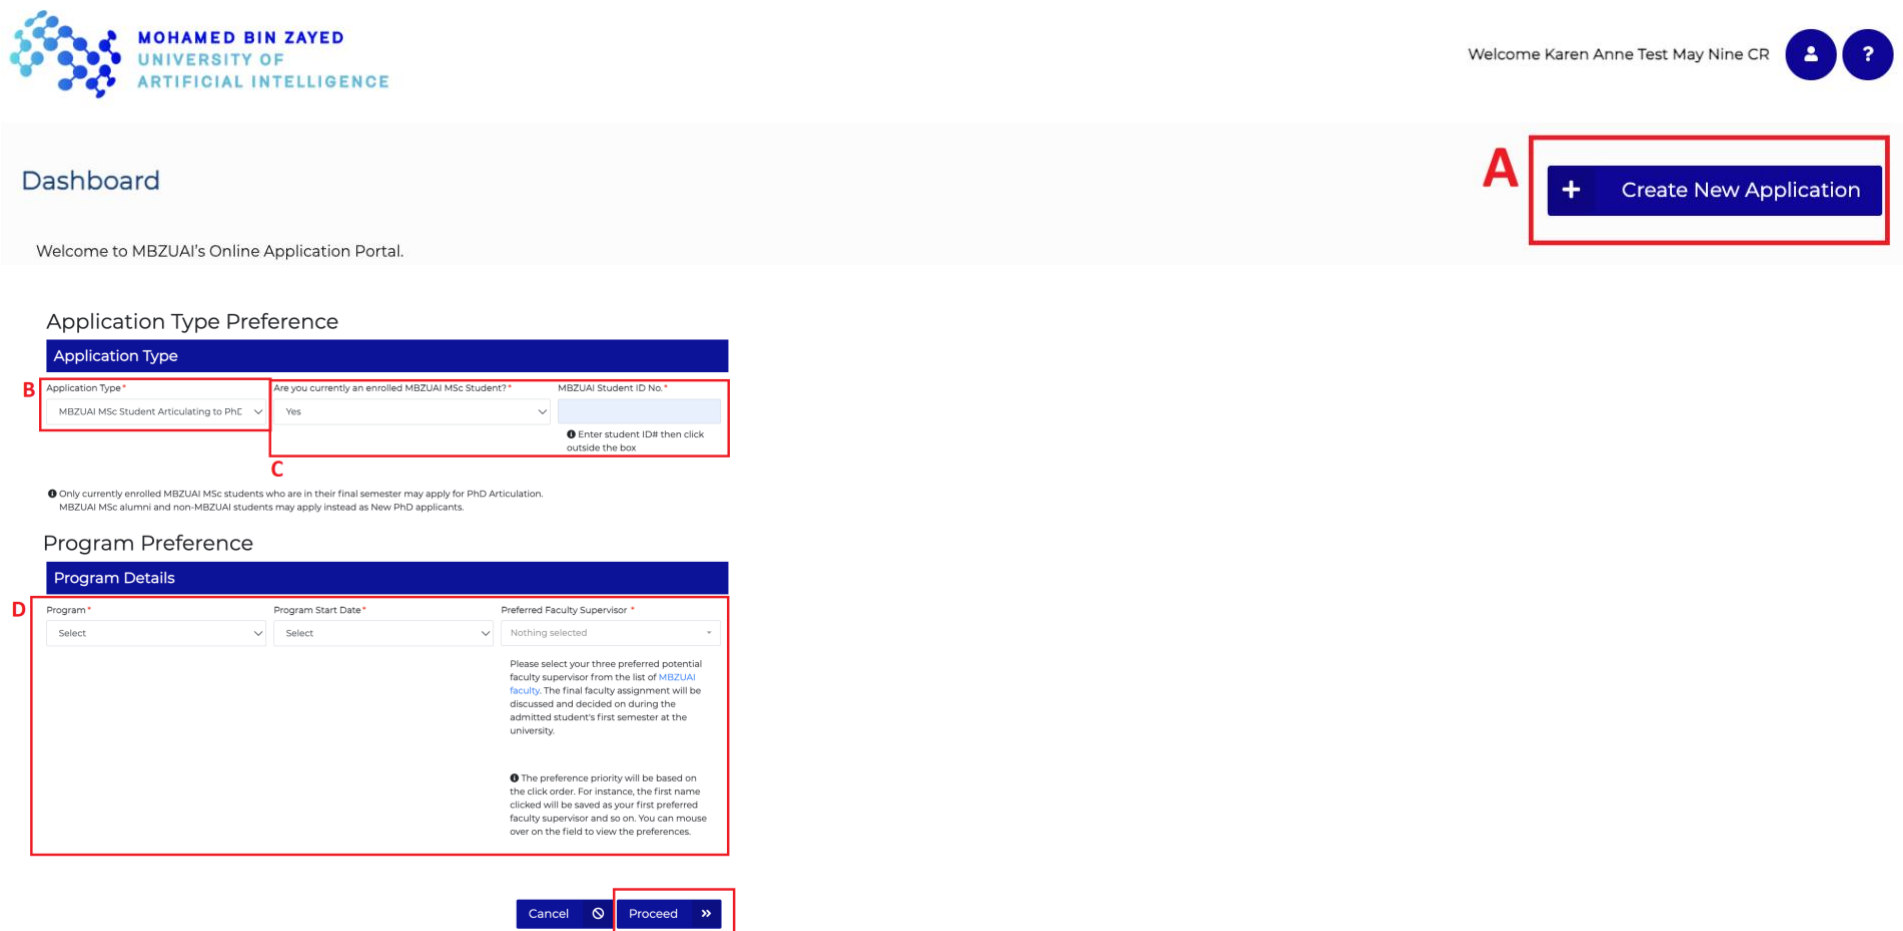 MOHAMED BIN ZAYED
UNIVERSITY OF
ARTIFICIAL INTELLIGENCE
Welcome Karen Anne Test May Nine CR
?
Dashboard
A
+ Create New Application
Welcome to MBZUAI's Online Application Portal.
Application Type Preference
Application Type
B
Application Type* Are you currently an enrolled MBZUAI MSc Student?* MBZUAI Student ID No.*
MBZUAI MSc Student Articulating to PhD Yes
Enter student ID# then click
outside the box
C
Only currently enrolled MBZUAI MSc students who are in their final semester may apply for PhD Articulation.
MBZUAI MSc alumni and non-MBZUAI students may apply instead as New PhD applicants.
Program Preference
Program Details
D
Program* Program Start Date* Preferred Faculty Supervisor *
Select Select Nothing selected
Please select your three preferred potential
faculty supervisor from the list of MBZUAI
faculty. The final faculty assignment will be
discussed and decided on during the
admitted student's first semester at the
university.
The preference priority will be based on
the click order. For instance, the first name
clicked will be saved as your first preferred
faculty supervisor and so on. You can mouse
over on the field to view the preferences.
Cancel Proceed »